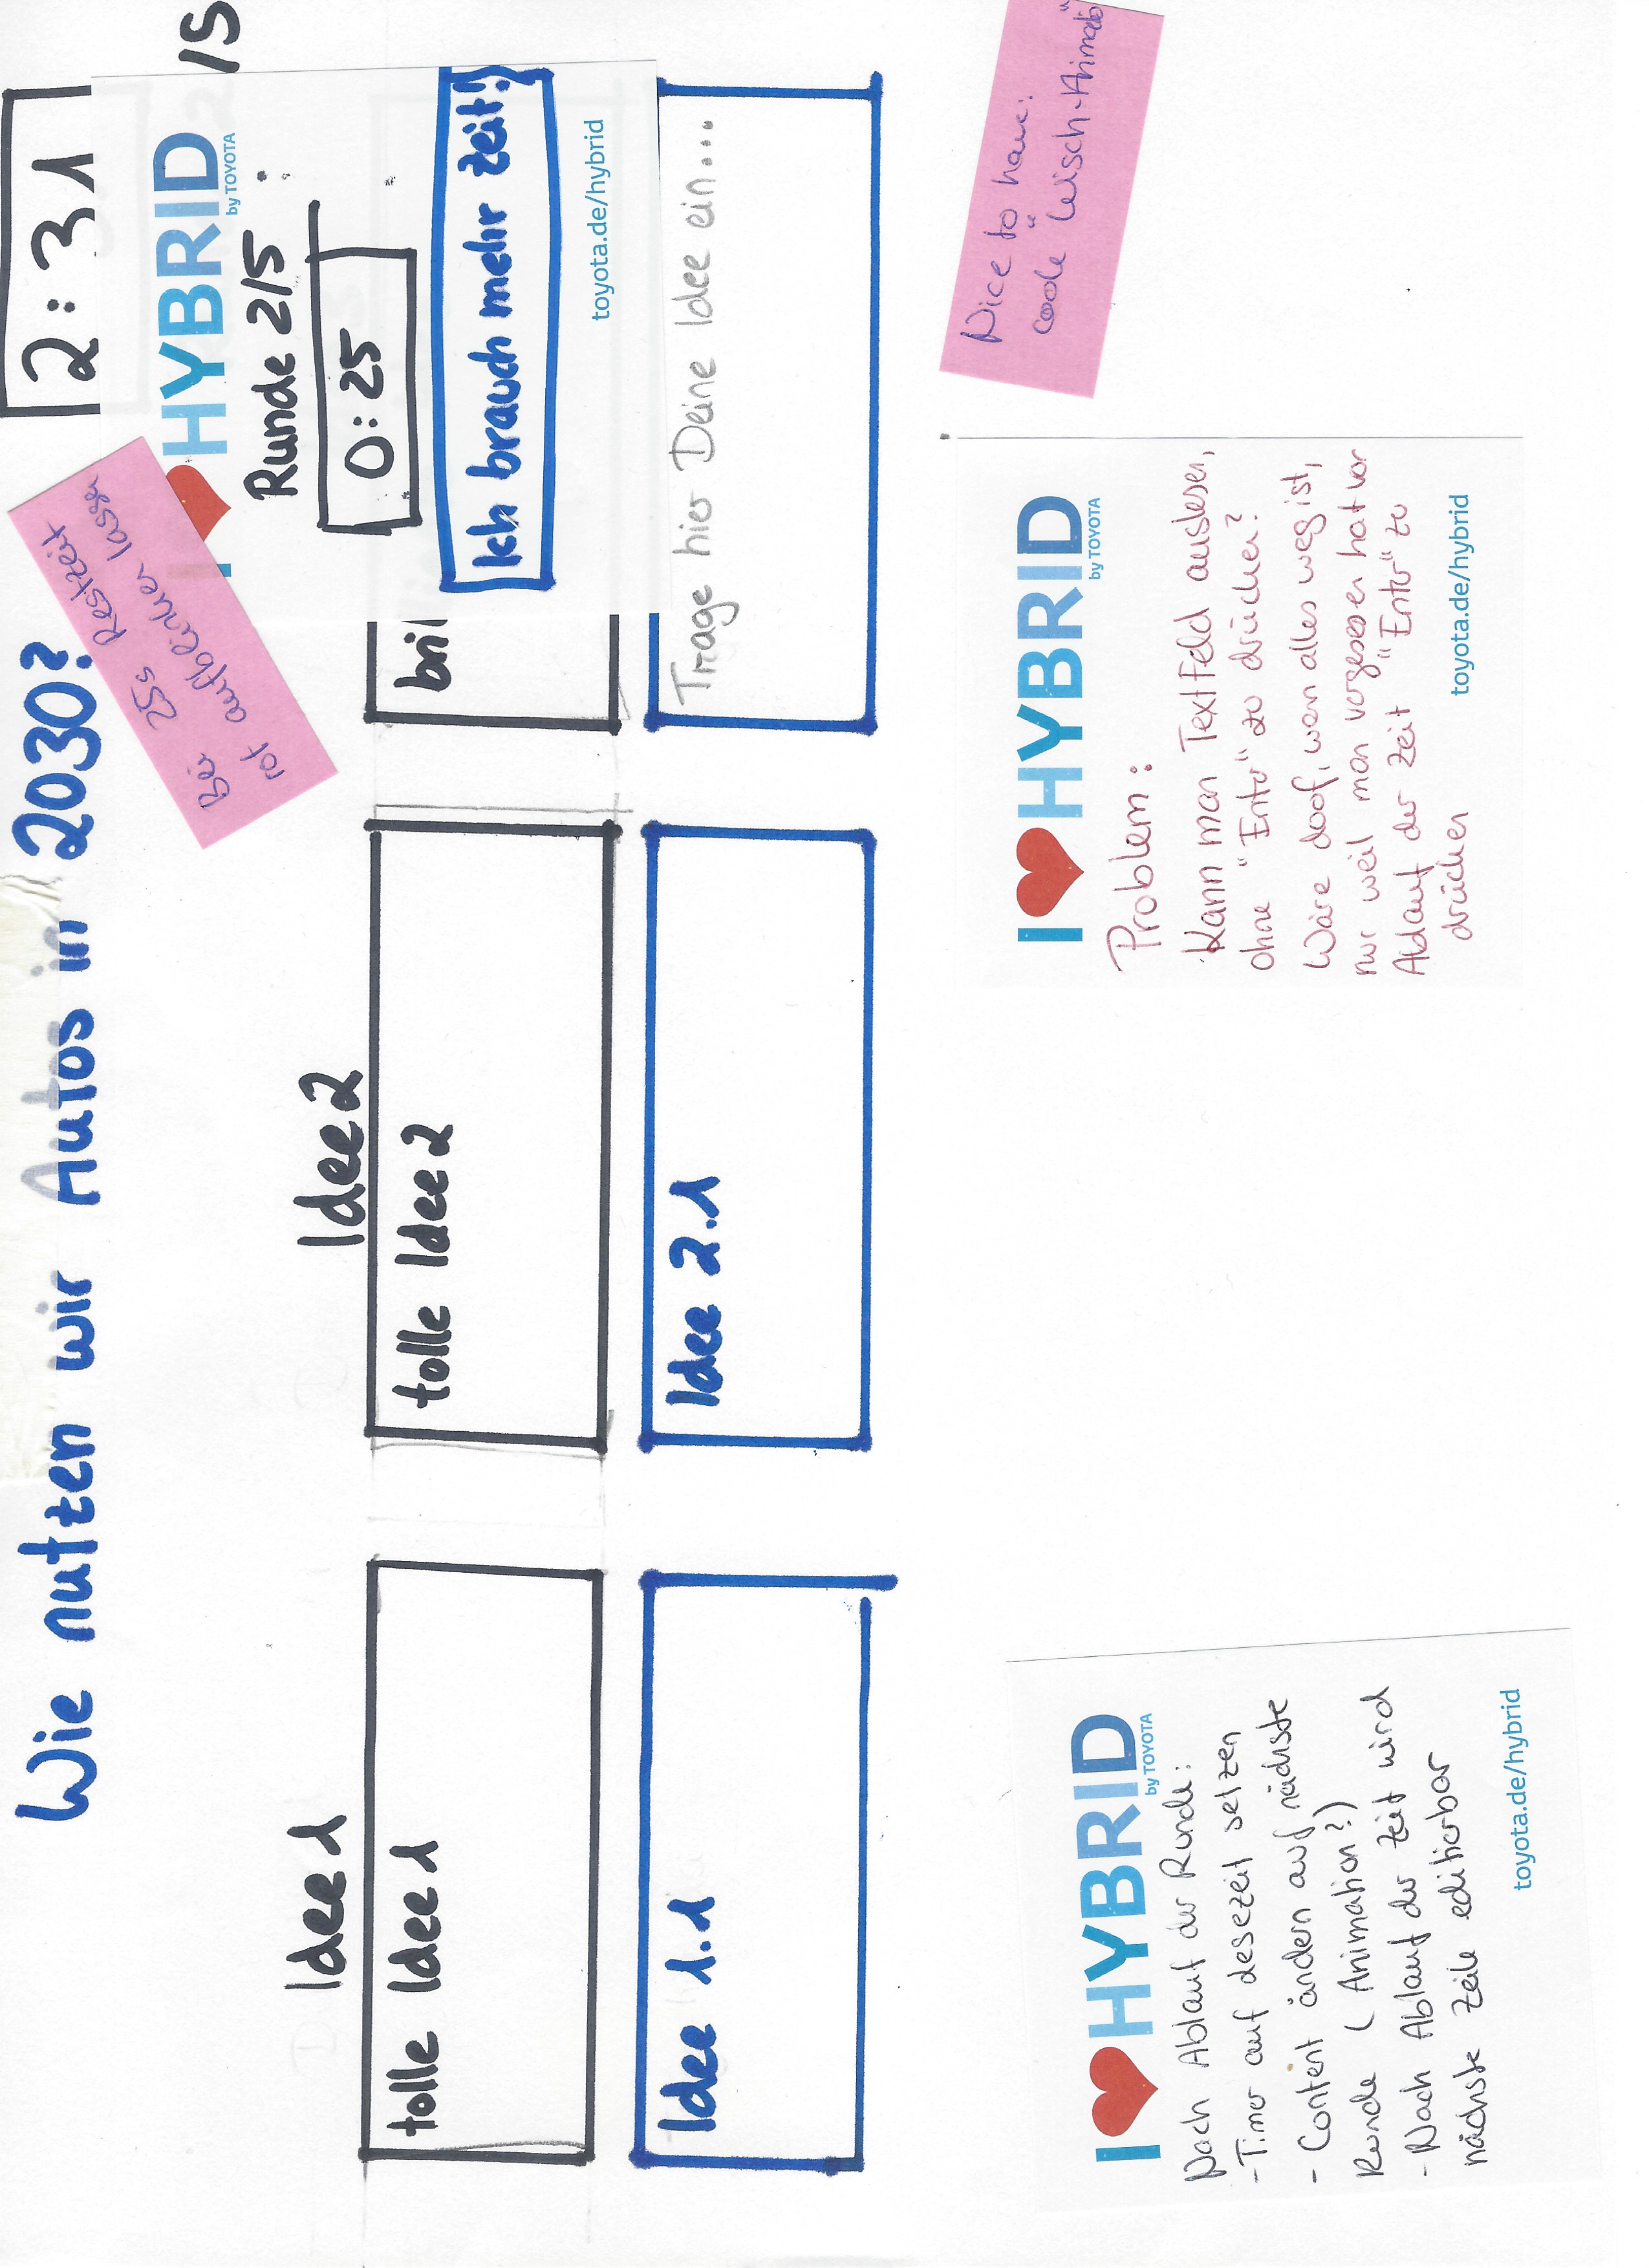 Wie nutzen wir Autos in 2030?
2:31
Bei 25s Restzeit
rot aufblinken lassen
I ❤ HYBRID
by TOYOTA
/5
Runde 2/5 :
0:25
Ich brauch mehr Zeit!
toyota.de/hybrid
Idee 1
Idee 2
tolle Idee 1
tolle Idee 2
bril
Idee 1.1
Idee 2.1
Trage hier Deine Idee ein...
I ❤ HYBRID
by TOYOTA
Nach Ablauf der Runde:
- Timer auf Lesezeit setzen
- Content ändern auf nächste
Runde (Animation?)
- Nach Ablauf der Zeit wird
nächste Zeile editierbar
toyota.de/hybrid
I ❤ HYBRID
by TOYOTA
Problem:
Kann man TextFeld auslesen,
ohne "Enter" zu drücken?
Wäre doof, wenn alles weg ist,
nur weil man vergessen hat vor
Ablauf der Zeit "Enter" zu
drücken
toyota.de/hybrid
Nice to have:
coole "Wisch-Animatio"